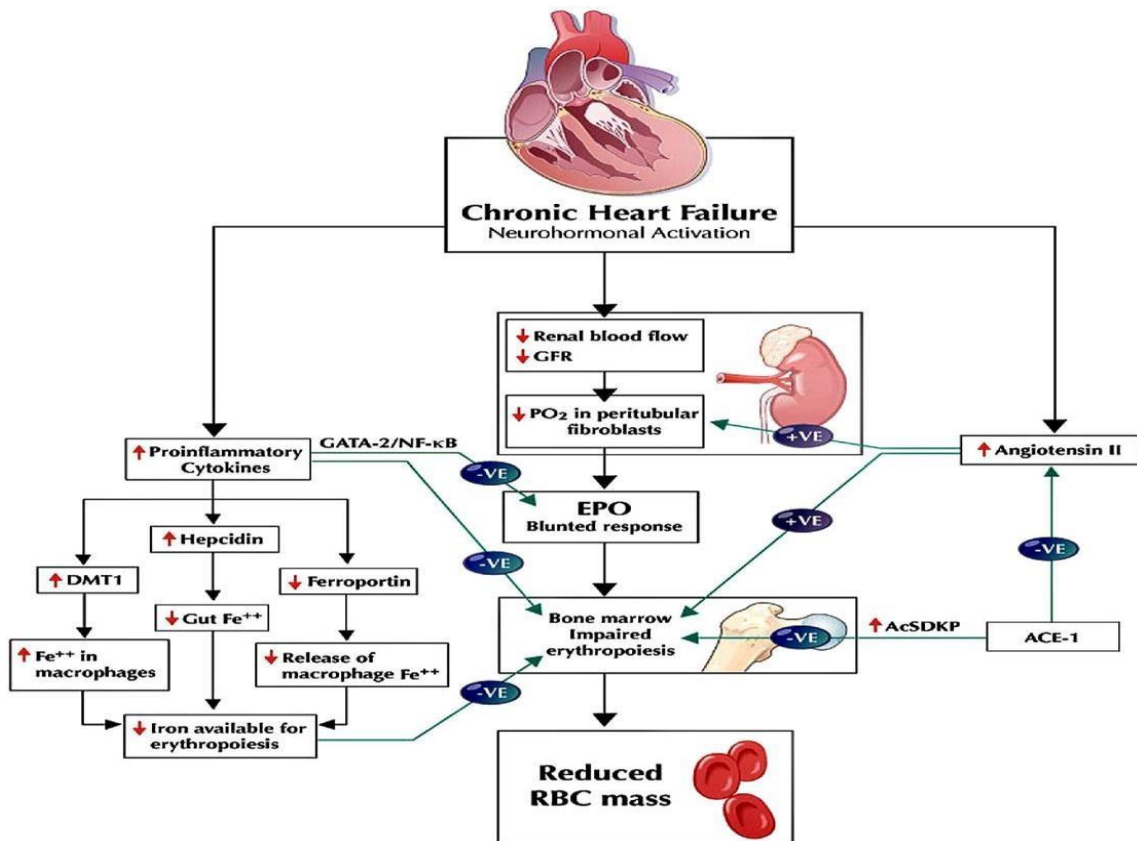 Chronic Heart Failure
Neurohormonal Activation
↓ Renal blood flow
↓ GFR
↓ PO₂ in peritubular
fibroblasts
+VE
↑ Proinflammatory
Cytokines
GATA-2/NF-κB
-VE
↑ Angiotensin II
EPO
Blunted response
+VE
↑ Hepcidin
-VE
-VE
↑ DMT1
↓ Ferroportin
↓ Gut Fe⁺⁺
Bone marrow
Impaired
erythropoiesis
-VE
↑ AcSDKP
ACE-1
↑ Fe⁺⁺ in
macrophages
↓ Release of
macrophage Fe⁺⁺
-VE
↓ Iron available for
erythropoiesis
Reduced
RBC mass